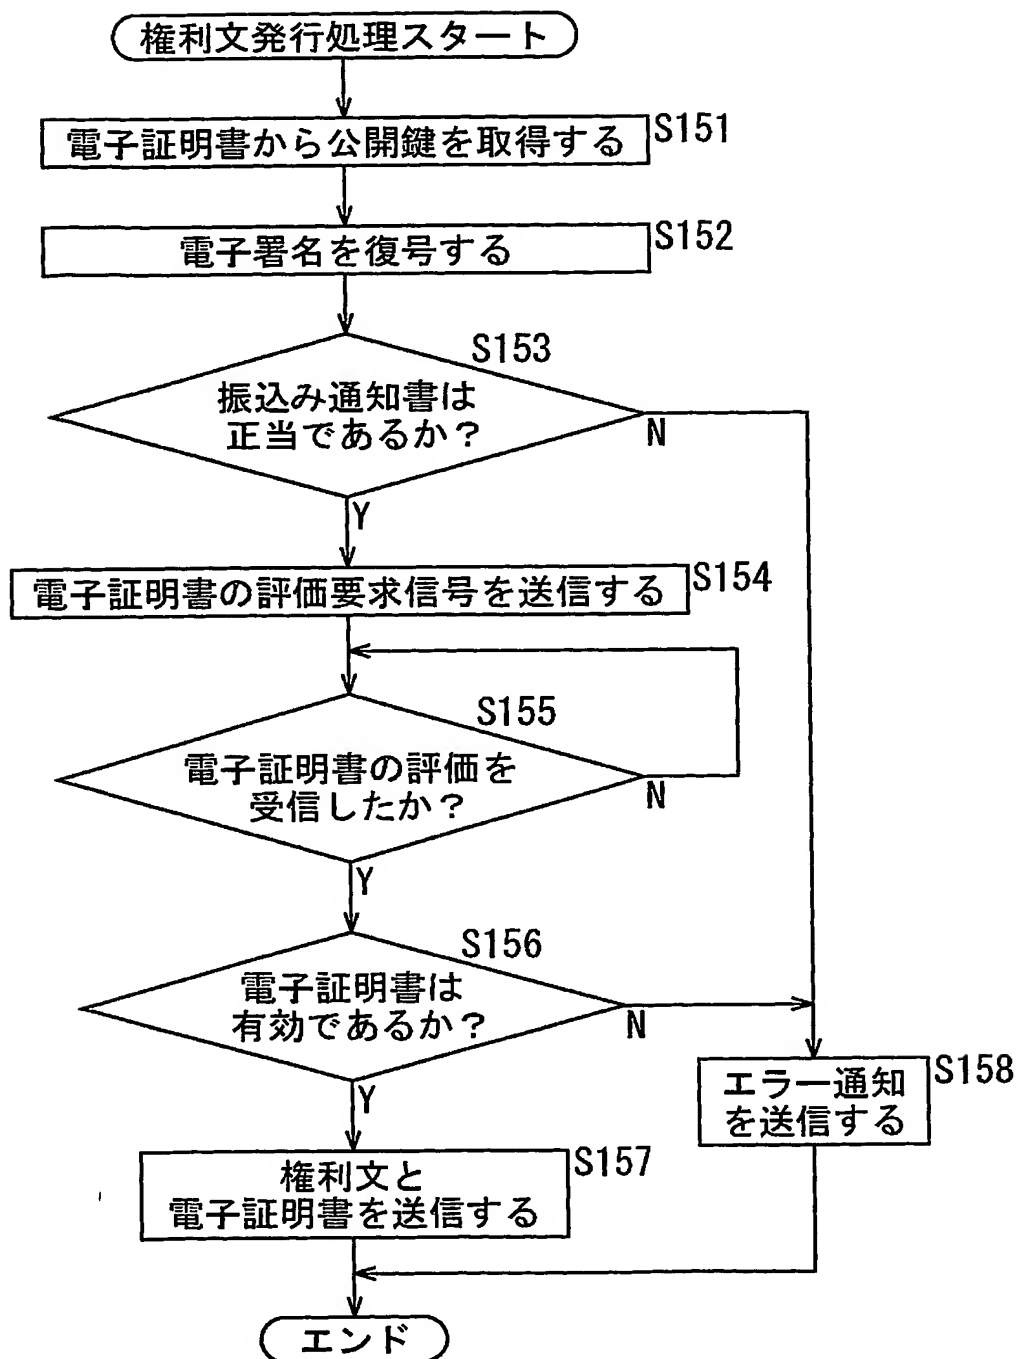 権利文発行処理スタート
電子証明書から公開鍵を取得する
S151
電子署名を復号する
S152
S153
振込み通知書は
正当であるか?
N
Y
電子証明書の評価要求信号を送信する
S154
S155
電子証明書の評価を
受信したか?
N
Y
S156
電子証明書は
有効であるか?
N
Y
エラー通知
を送信する
S158
権利文と
電子証明書を送信する
S157
エンド